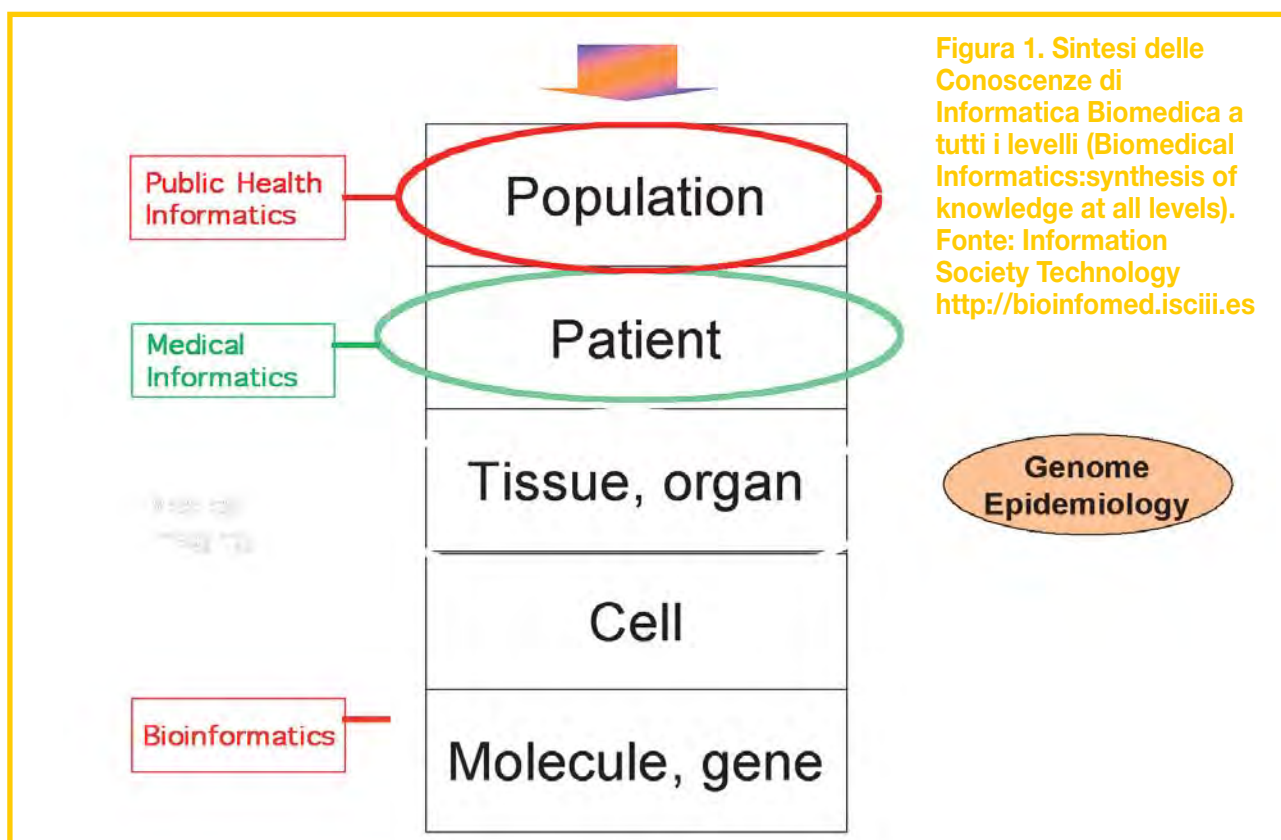 Figura 1. Sintesi delle
Conoscenze di
Informatica Biomedica a
tutti i levelli (Biomedical
Informatics:synthesis of
knowledge at all levels).
Fonte: Information
Society Technology
http://bioinfomed.isciii.es
Public Health
Informatics
Population
Medical
Informatics
Patient
Tissue, organ
Genome
Epidemiology
Cell
Bioinformatics
Molecule, gene